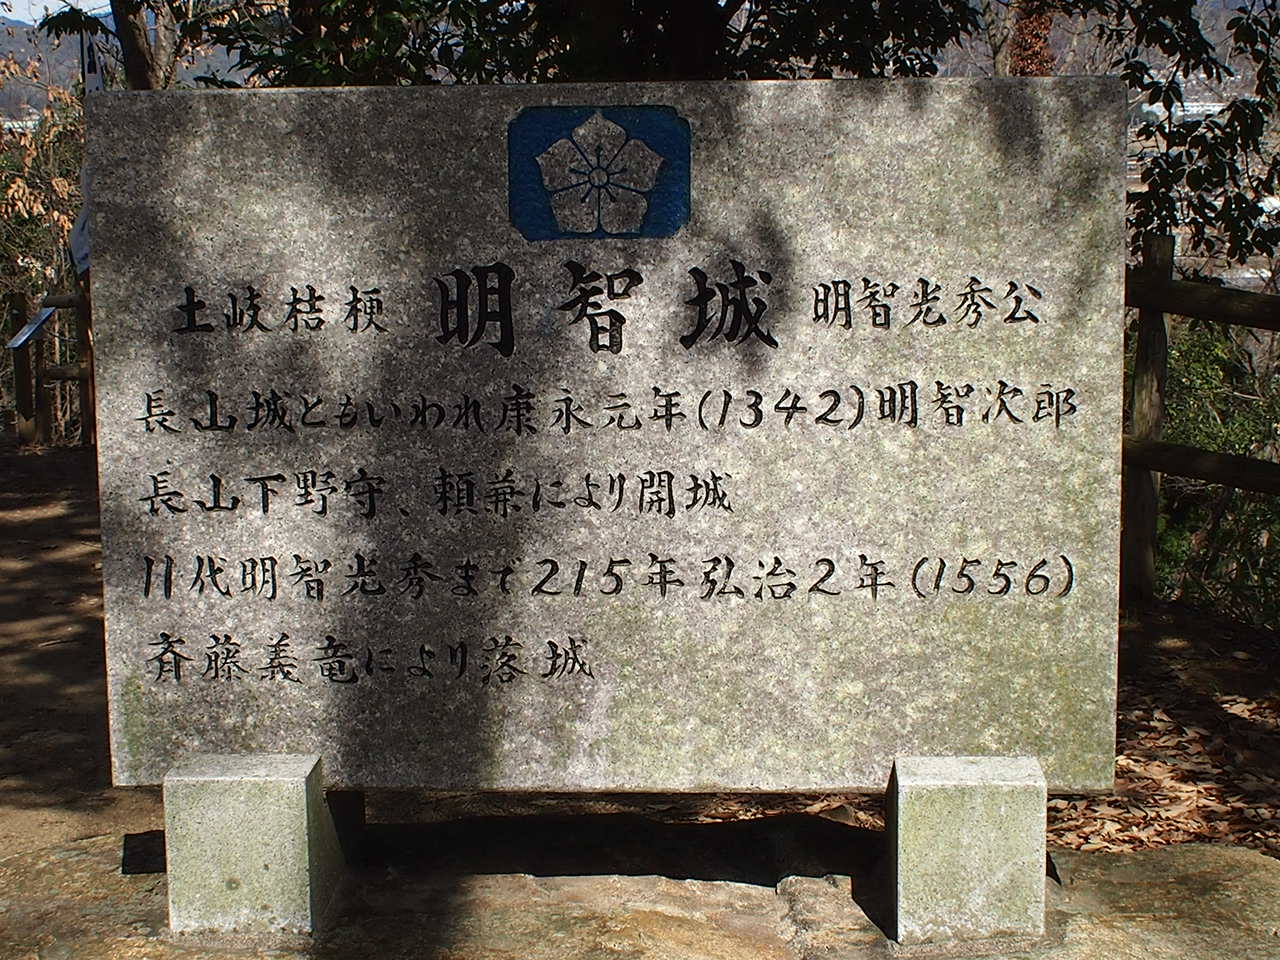 土岐桔梗 明智城 明智光秀公
長山城ともいわれ康永元年(1342)明智次郎
長山下野守、頼兼により開城
川代明智光秀まで215年弘治2年(1556)
斉藤義竜により落城